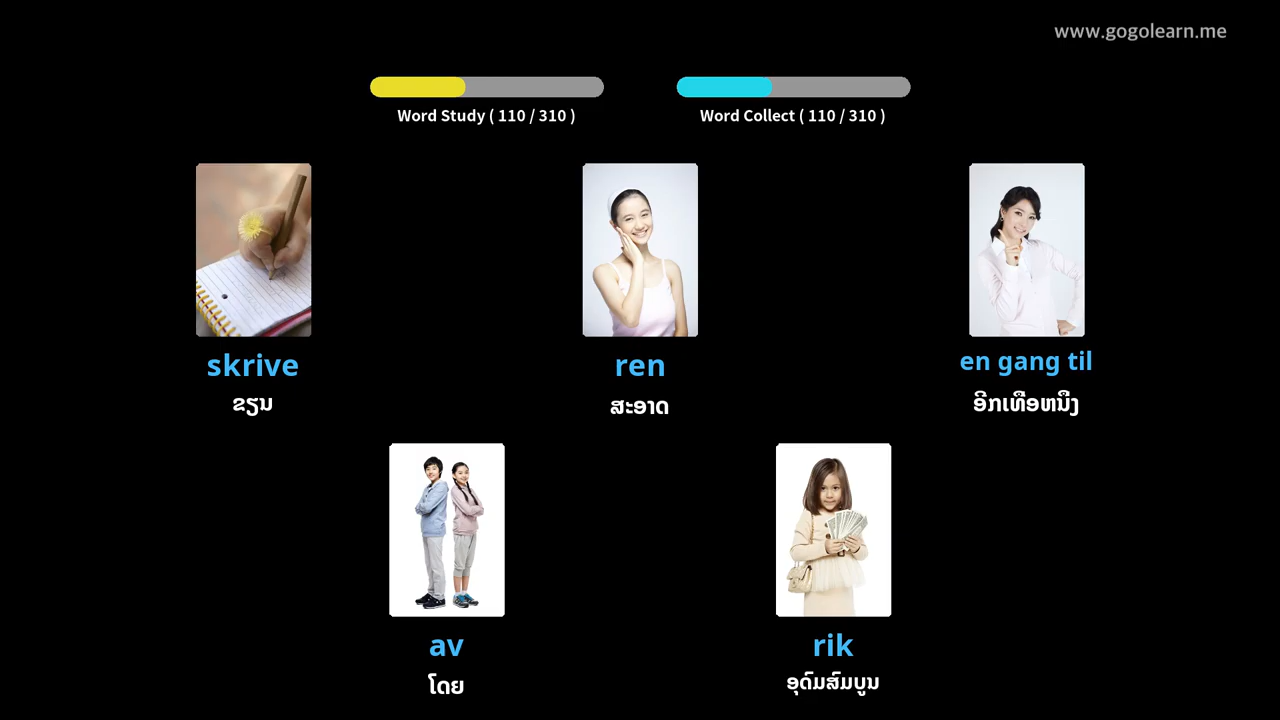 www.gogolearn.me
Word Study ( 110 / 310 )
Word Collect ( 110 / 310 )
skrive
ຂຽນ
ren
ສະອາດ
en gang til
ອີກເທື່ອຫນຶ່ງ
av
ໂດຍ
rik
ອຸດົມສົມບູນ